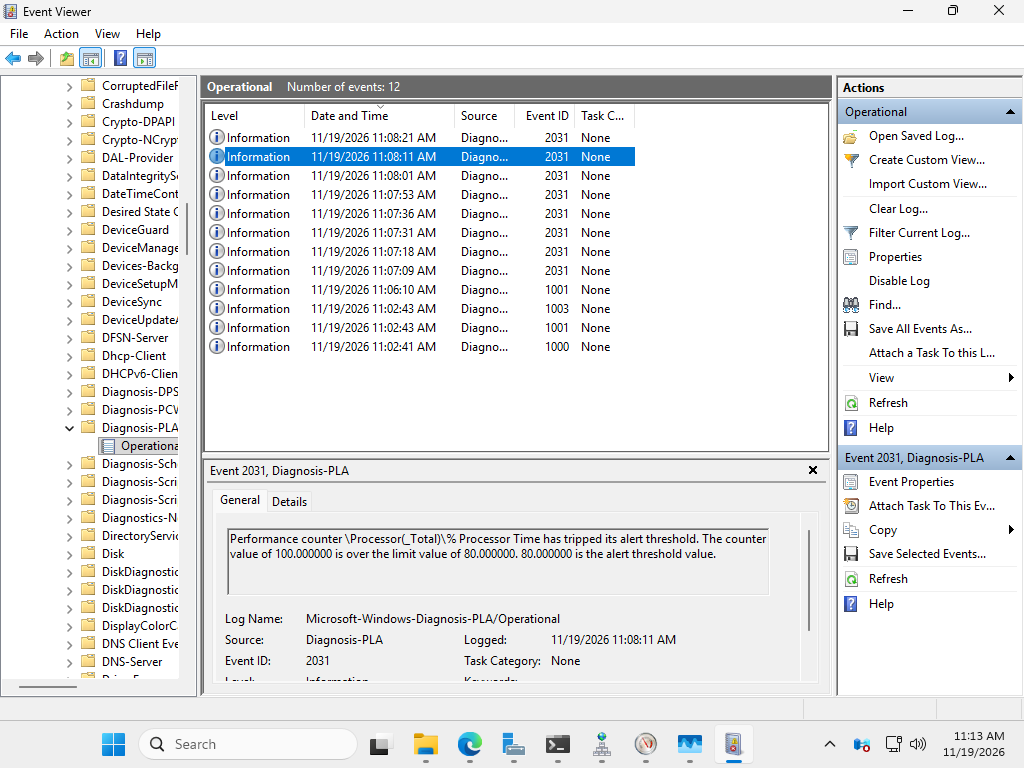 Event Viewer
File Action View Help
CorruptedFileR
Crashdump
Crypto-DPAPI
Crypto-NCrypt
DAL-Provider
DataIntegritySc
DateTimeCont
Desired State C
DeviceGuard
DeviceManage
Devices-Backg
DeviceSetupM
DeviceSync
DeviceUpdateA
DFSN-Server
Dhcp-Client
DHCPv6-Clien
Diagnosis-DPS
Diagnosis-PCW
Diagnosis-PLA
Operationa
Diagnosis-Sch
Diagnosis-Scri
Diagnosis-Scri
Diagnostics-N
DirectoryServic
Disk
DiskDiagnostic
DiskDiagnostic
DiskDiagnostic
DisplayColorC
DNS Client Eve
DNS-Server
Operational Number of events: 12
Level Date and Time Source Event ID Task C...
Information 11/19/2026 11:08:21 AM Diagno... 2031 None
Information 11/19/2026 11:08:11 AM Diagno... 2031 None
Information 11/19/2026 11:08:01 AM Diagno... 2031 None
Information 11/19/2026 11:07:53 AM Diagno... 2031 None
Information 11/19/2026 11:07:36 AM Diagno... 2031 None
Information 11/19/2026 11:07:31 AM Diagno... 2031 None
Information 11/19/2026 11:07:18 AM Diagno... 2031 None
Information 11/19/2026 11:07:09 AM Diagno... 2031 None
Information 11/19/2026 11:06:10 AM Diagno... 1001 None
Information 11/19/2026 11:02:43 AM Diagno... 1003 None
Information 11/19/2026 11:02:43 AM Diagno... 1001 None
Information 11/19/2026 11:02:41 AM Diagno... 1000 None
Event 2031, Diagnosis-PLA
General Details
Performance counter \Processor(_Total)\% Processor Time has tripped its alert threshold. The counter
value of 100.000000 is over the limit value of 80.000000. 80.000000 is the alert threshold value.
Log Name: Microsoft-Windows-Diagnosis-PLA/Operational
Source: Diagnosis-PLA Logged: 11/19/2026 11:08:11 AM
Event ID: 2031 Task Category: None
Level: Information Keywords:
Actions
Operational
Open Saved Log...
Create Custom View...
Import Custom View...
Clear Log...
Filter Current Log...
Properties
Disable Log
Find...
Save All Events As...
Attach a Task To this L...
View
Refresh
Help
Event 2031, Diagnosis-PLA
Event Properties
Attach Task To This Ev...
Copy
Save Selected Events...
Refresh
Help
Search
11:13 AM
11/19/2026